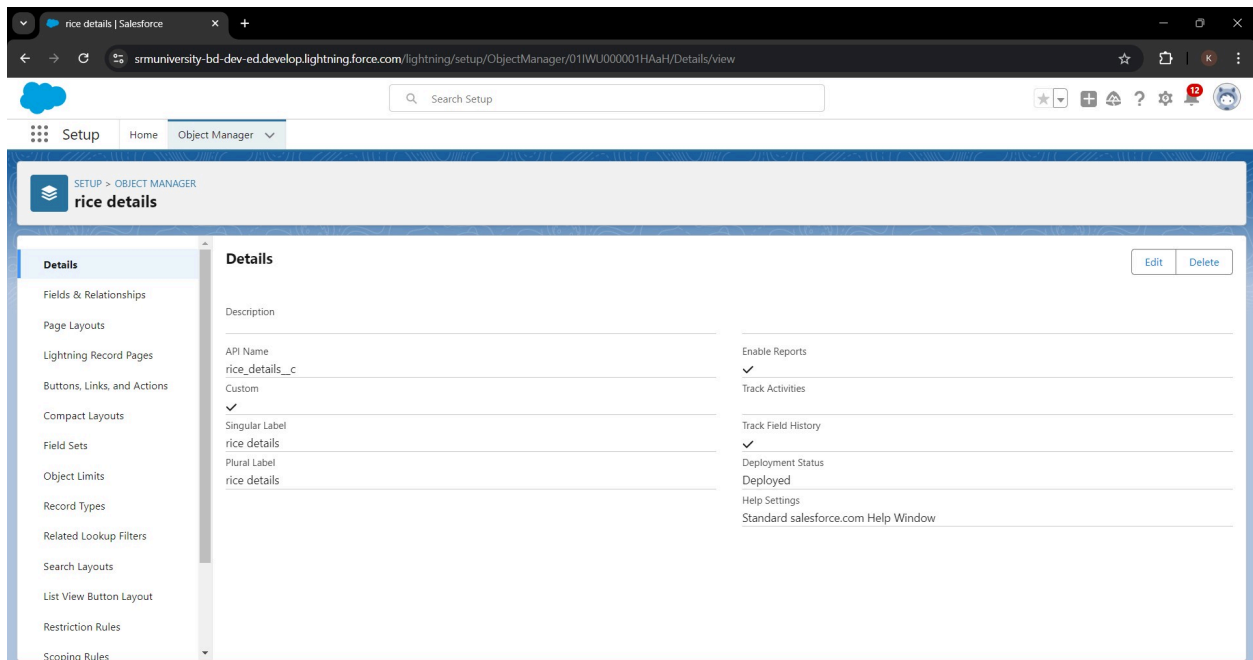 rice details | Salesforce
srmuniversity-bd-dev-ed.develop.lightning.force.com/lightning/setup/ObjectManager/01IWU000001HAaH/Details/view
K
Search Setup
12
Setup
Home
Object Manager
SETUP > OBJECT MANAGER
rice details
Details
Fields & Relationships
Page Layouts
Lightning Record Pages
Buttons, Links, and Actions
Compact Layouts
Field Sets
Object Limits
Record Types
Related Lookup Filters
Search Layouts
List View Button Layout
Restriction Rules
Scoping Rules
Details
Edit
Delete
Description
API Name
rice_details__c
Custom
Singular Label
rice details
Plural Label
rice details
Enable Reports
Track Activities
Track Field History
Deployment Status
Deployed
Help Settings
Standard salesforce.com Help Window